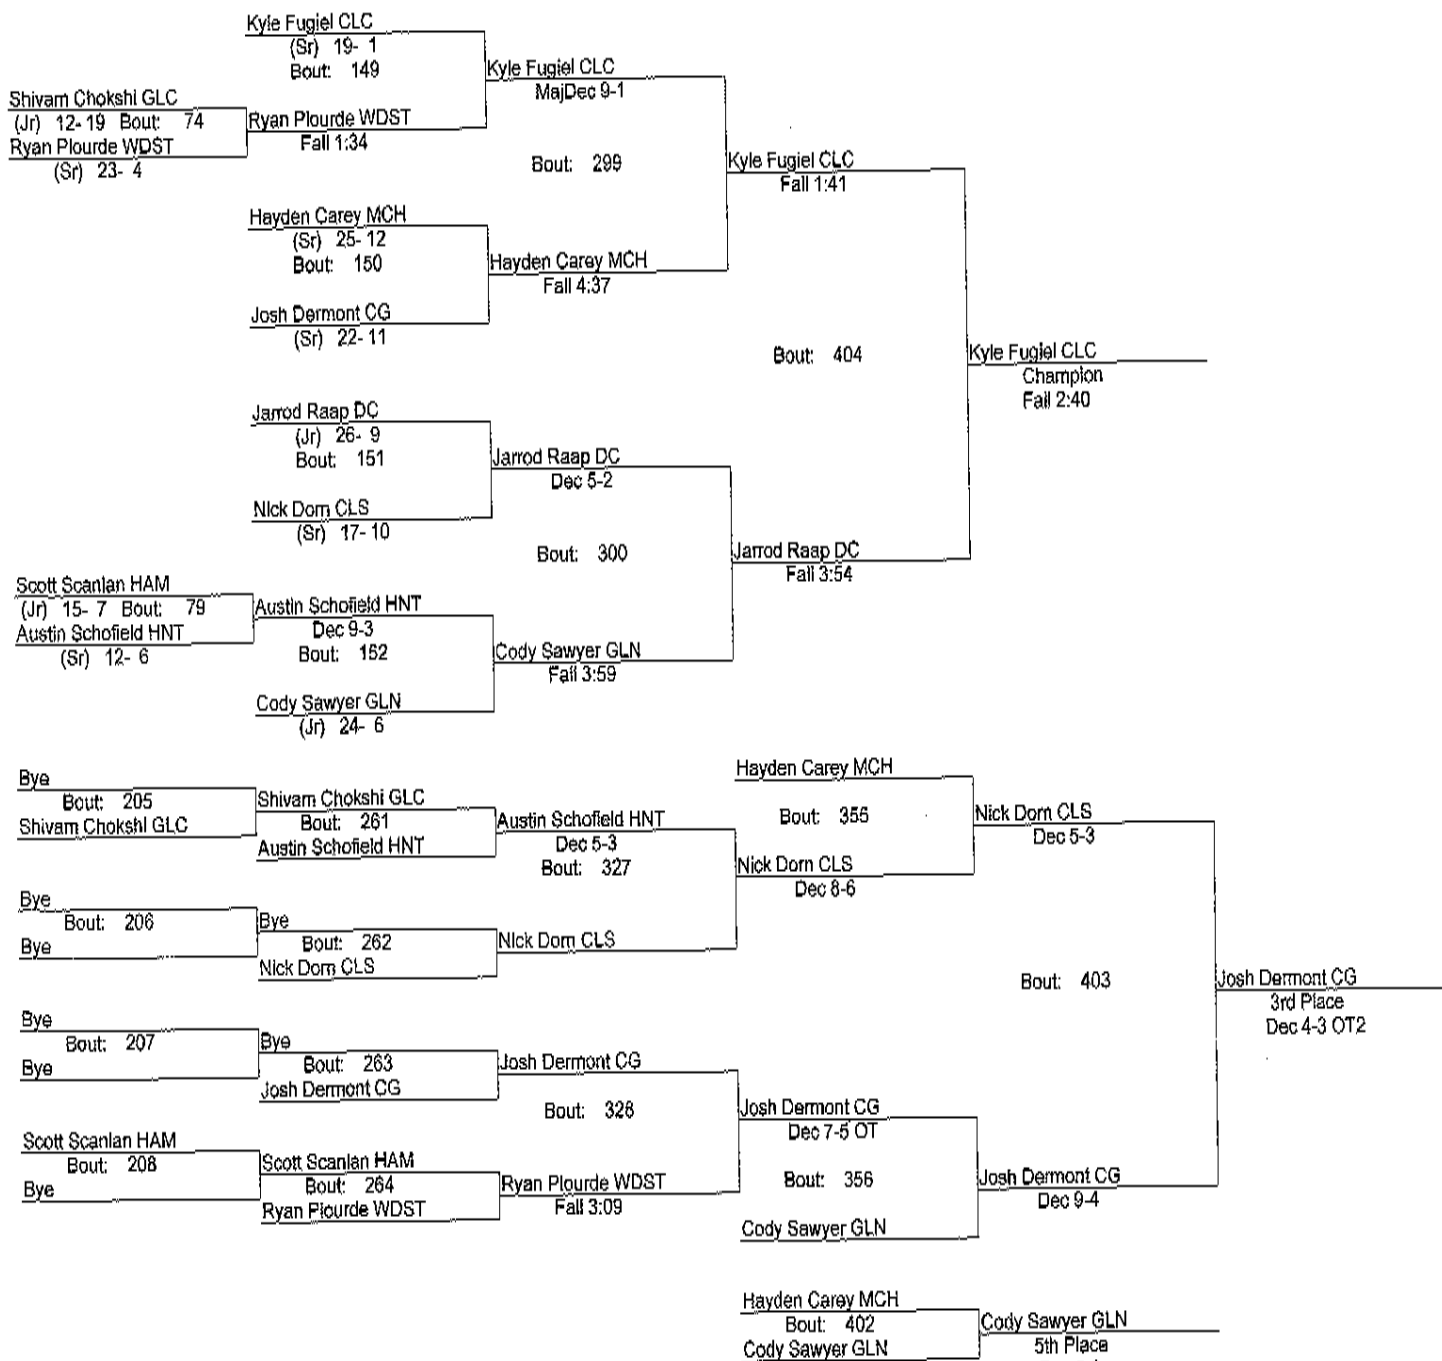 Kyle Fugiel CLC
(Sr) 19- 1
Bout: 149
Kyle Fugiel CLC
MajDec 9-1
Shivam Chokshi GLC
(Jr) 12- 19 Bout: 74
Ryan Plourde WDST
(Sr) 23- 4
Ryan Plourde WDST
Fall 1:34
Bout: 299
Kyle Fugiel CLC
Fall 1:41
Hayden Carey MCH
(Sr) 25- 12
Bout: 150
Hayden Carey MCH
Fall 4:37
Josh Dermont CG
(Sr) 22- 11
Bout: 404
Kyle Fugiel CLC
Champion
Fall 2:40
Jarrod Raap DC
(Jr) 26- 9
Bout: 151
Jarrod Raap DC
Dec 5-2
Nick Dorn CLS
(Sr) 17- 10
Bout: 300
Jarrod Raap DC
Fall 3:54
Scott Scanlan HAM
(Jr) 15- 7 Bout: 79
Austin Schofield HNT
(Sr) 12- 6
Austin Schofield HNT
Dec 9-3
Bout: 152
Cody Sawyer GLN
Fall 3:59
Cody Sawyer GLN
(Jr) 24- 6
Bye
Bout: 205
Shivam Chokshi GLC
Shivam Chokshi GLC
Bout: 261
Austin Schofield HNT
Austin Schofield HNT
Dec 5-3
Bout: 327
Hayden Carey MCH
Bout: 355
Nick Dorn CLS
Dec 8-6
Nick Dorn CLS
Dec 5-3
Bye
Bout: 206
Bye
Bye
Bout: 262
Nick Dorn CLS
Nick Dorn CLS
Bout: 403
Josh Dermont CG
3rd Place
Dec 4-3 OT2
Bye
Bout: 207
Bye
Bye
Bout: 263
Josh Dermont CG
Josh Dermont CG
Bout: 328
Josh Dermont CG
Dec 7-5 OT
Scott Scanlan HAM
Bout: 208
Bye
Scott Scanlan HAM
Bout: 264
Ryan Plourde WDST
Ryan Plourde WDST
Fall 3:09
Bout: 356
Cody Sawyer GLN
Josh Dermont CG
Dec 9-4
Hayden Carey MCH
Bout: 402
Cody Sawyer GLN
Cody Sawyer GLN
5th Place